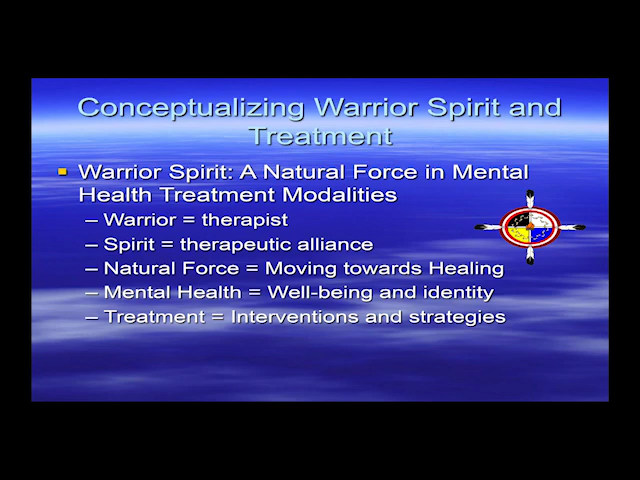 Conceptualizing Warrior Spirit and
Treatment
Warrior Spirit: A Natural Force in Mental
Health Treatment Modalities
– Warrior = therapist
– Spirit = therapeutic alliance
– Natural Force = Moving towards Healing
– Mental Health = Well-being and identity
– Treatment = Interventions and strategies